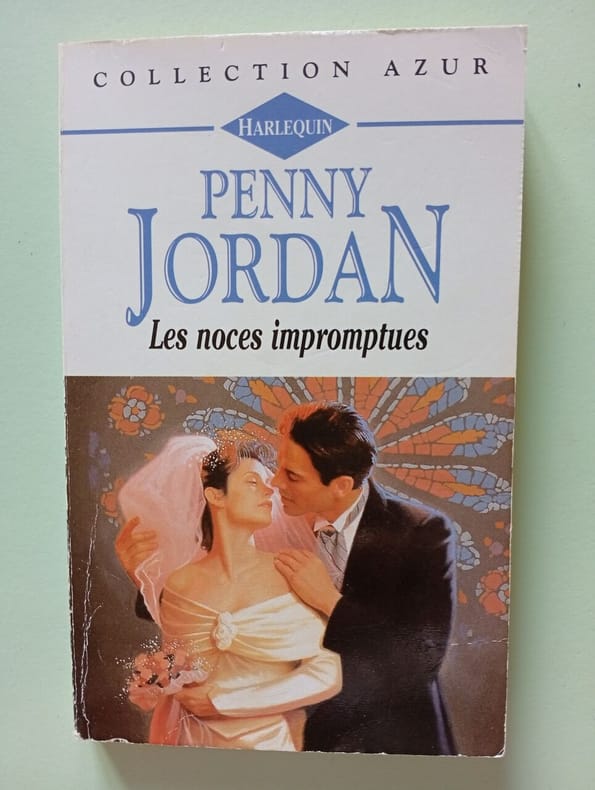 COLLECTION AZUR
HARLEQUIN
PENNY
JORDAN
Les noces impromptues